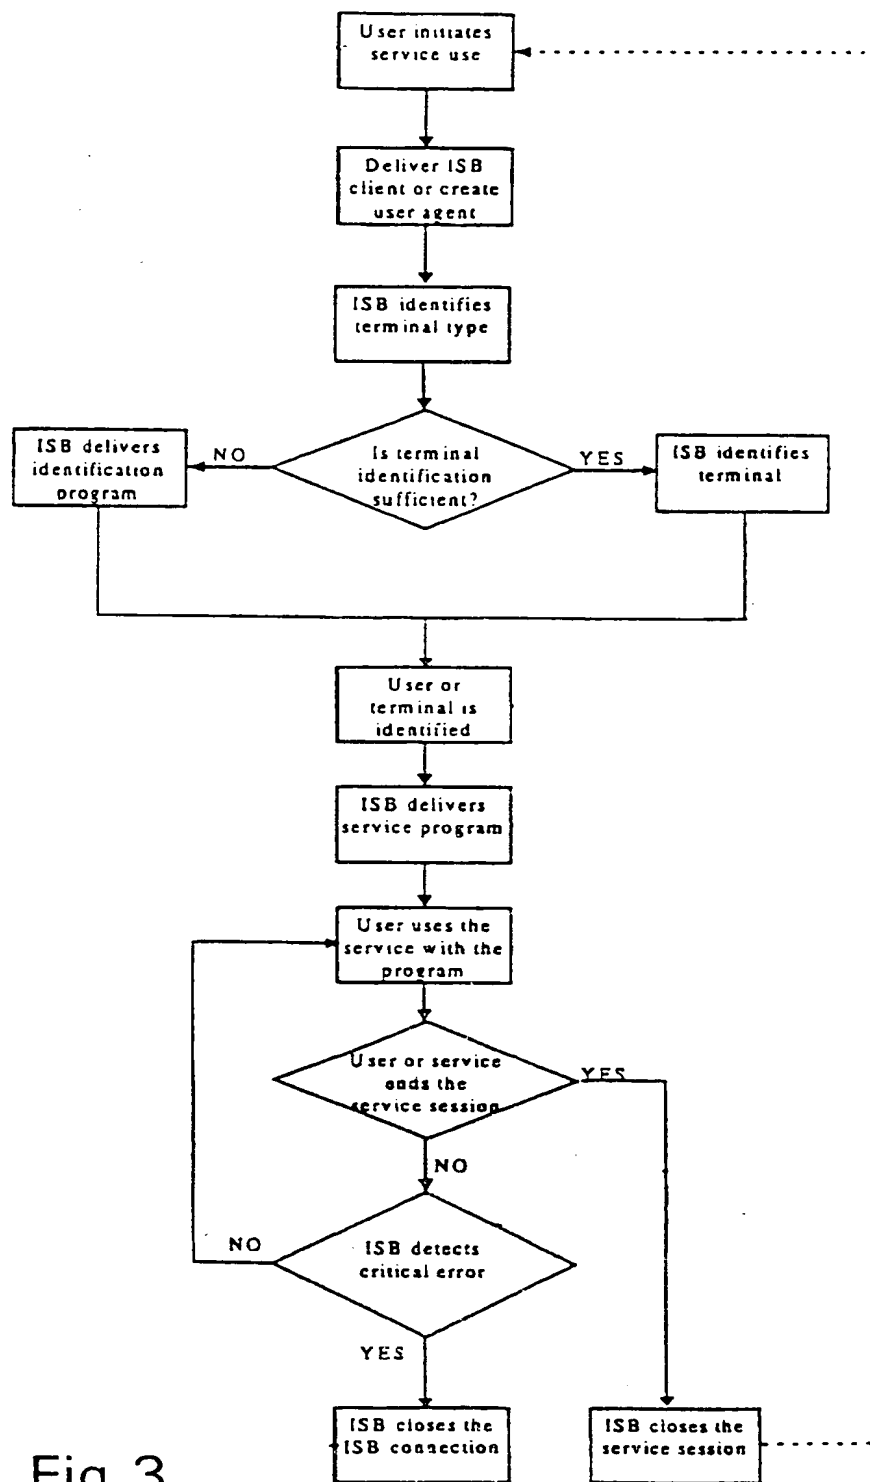 User initiates
service use
Deliver ISB
client or create
user agent
ISB identifies
terminal type
ISB delivers
identification
program
NO
Is terminal
identification
sufficient?
YES
ISB identifies
terminal
User or
terminal is
identified
ISB delivers
service program
User uses the
service with the
program
User or service
ends the
service session
YES
NO
NO
ISB detects
critical error
YES
ISB closes the
ISB connection
ISB closes the
service session
Fig. 3